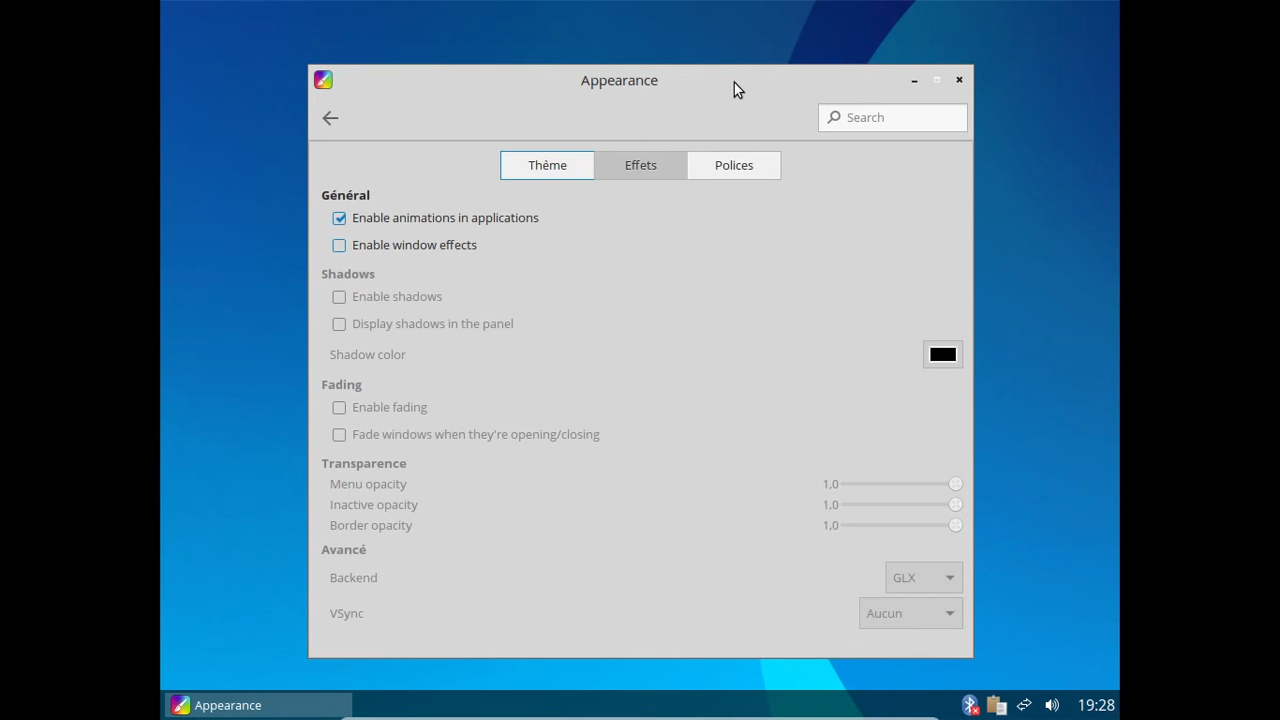 Appearance
Search
Thème Effets Polices
Général
Enable animations in applications
Enable window effects
Shadows
Enable shadows
Display shadows in the panel
Shadow color
Fading
Enable fading
Fade windows when they're opening/closing
Transparence
Menu opacity 1,0
Inactive opacity 1,0
Border opacity 1,0
Avancé
Backend GLX
VSync Aucun
Appearance 19:28